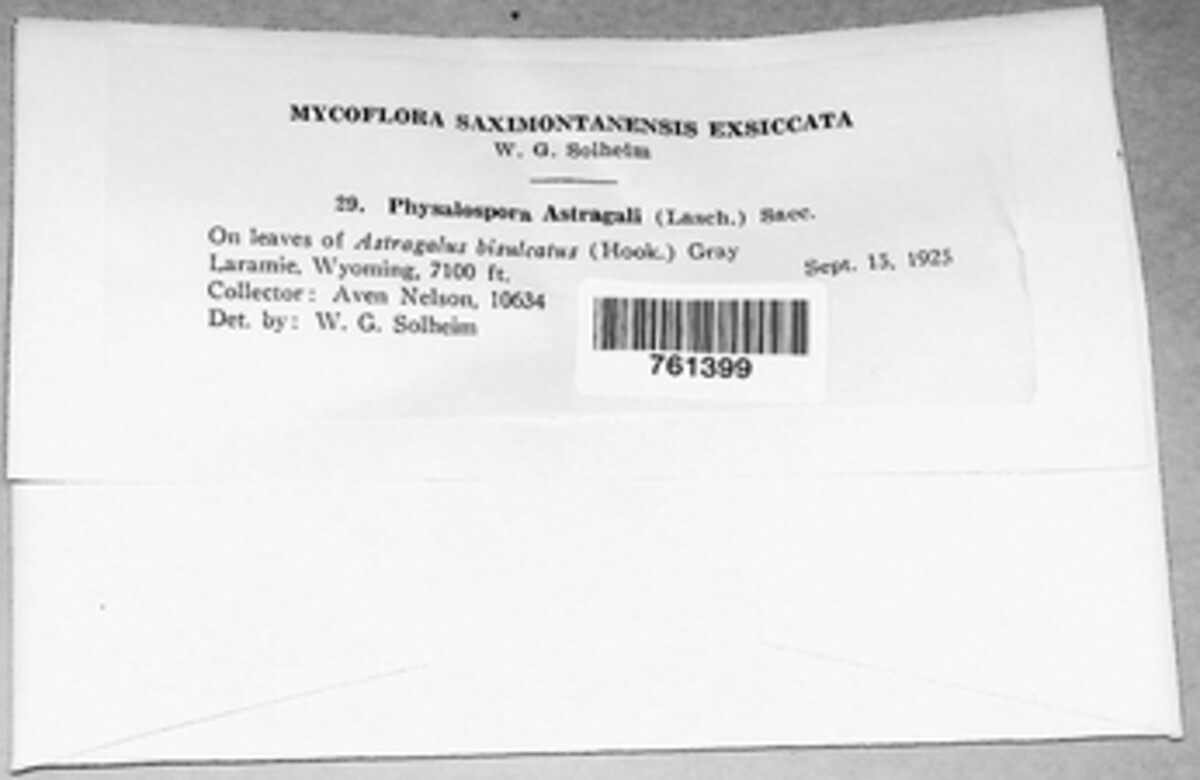 MYCOFLORA SAXIMONTANENSIS EXSICCATA
W. G. Solheim
29. Physalospora Astragali (Lasch.) Sacc.
On leaves of Astragalus bisulcatus (Hook.) Gray
Laramie, Wyoming, 7100 ft. Sept. 15, 1925
Collector: Aven Nelson, 10634
Det. by: W. G. Solheim
761399